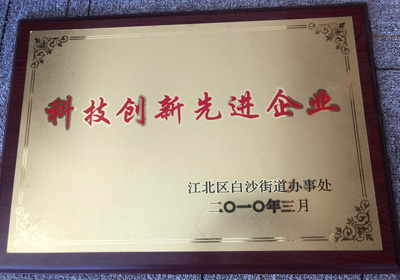 科技创新先进企业
江北区白沙街道办事处
二〇一〇年三月